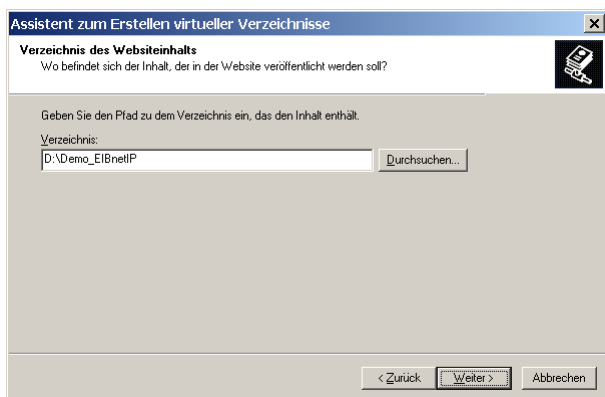 Assistent zum Erstellen virtueller Verzeichnisse
Verzeichnis des Websiteinhalts
Wo befindet sich der Inhalt, der in der Website veröffentlicht werden soll?
Geben Sie den Pfad zu dem Verzeichnis ein, das den Inhalt enthält.
Verzeichnis:
D:\Demo_EIBnetIP
Durchsuchen...
< Zurück
Weiter >
Abbrechen